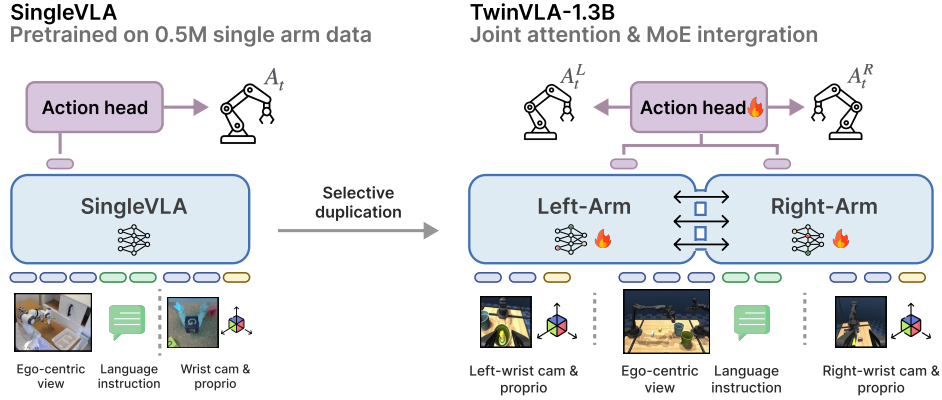 SingleVLA
Pretrained on 0.5M single arm data
Action head
A_t
SingleVLA
Ego-centric
view
Language
instruction
Wrist cam &
proprio
Selective
duplication
TwinVLA-1.3B
Joint attention & MoE intergration
A_t^L
Action head
A_t^R
Left-Arm
Right-Arm
Left-wrist cam &
proprio
Ego-centric
view
Language
instruction
Right-wrist cam &
proprio